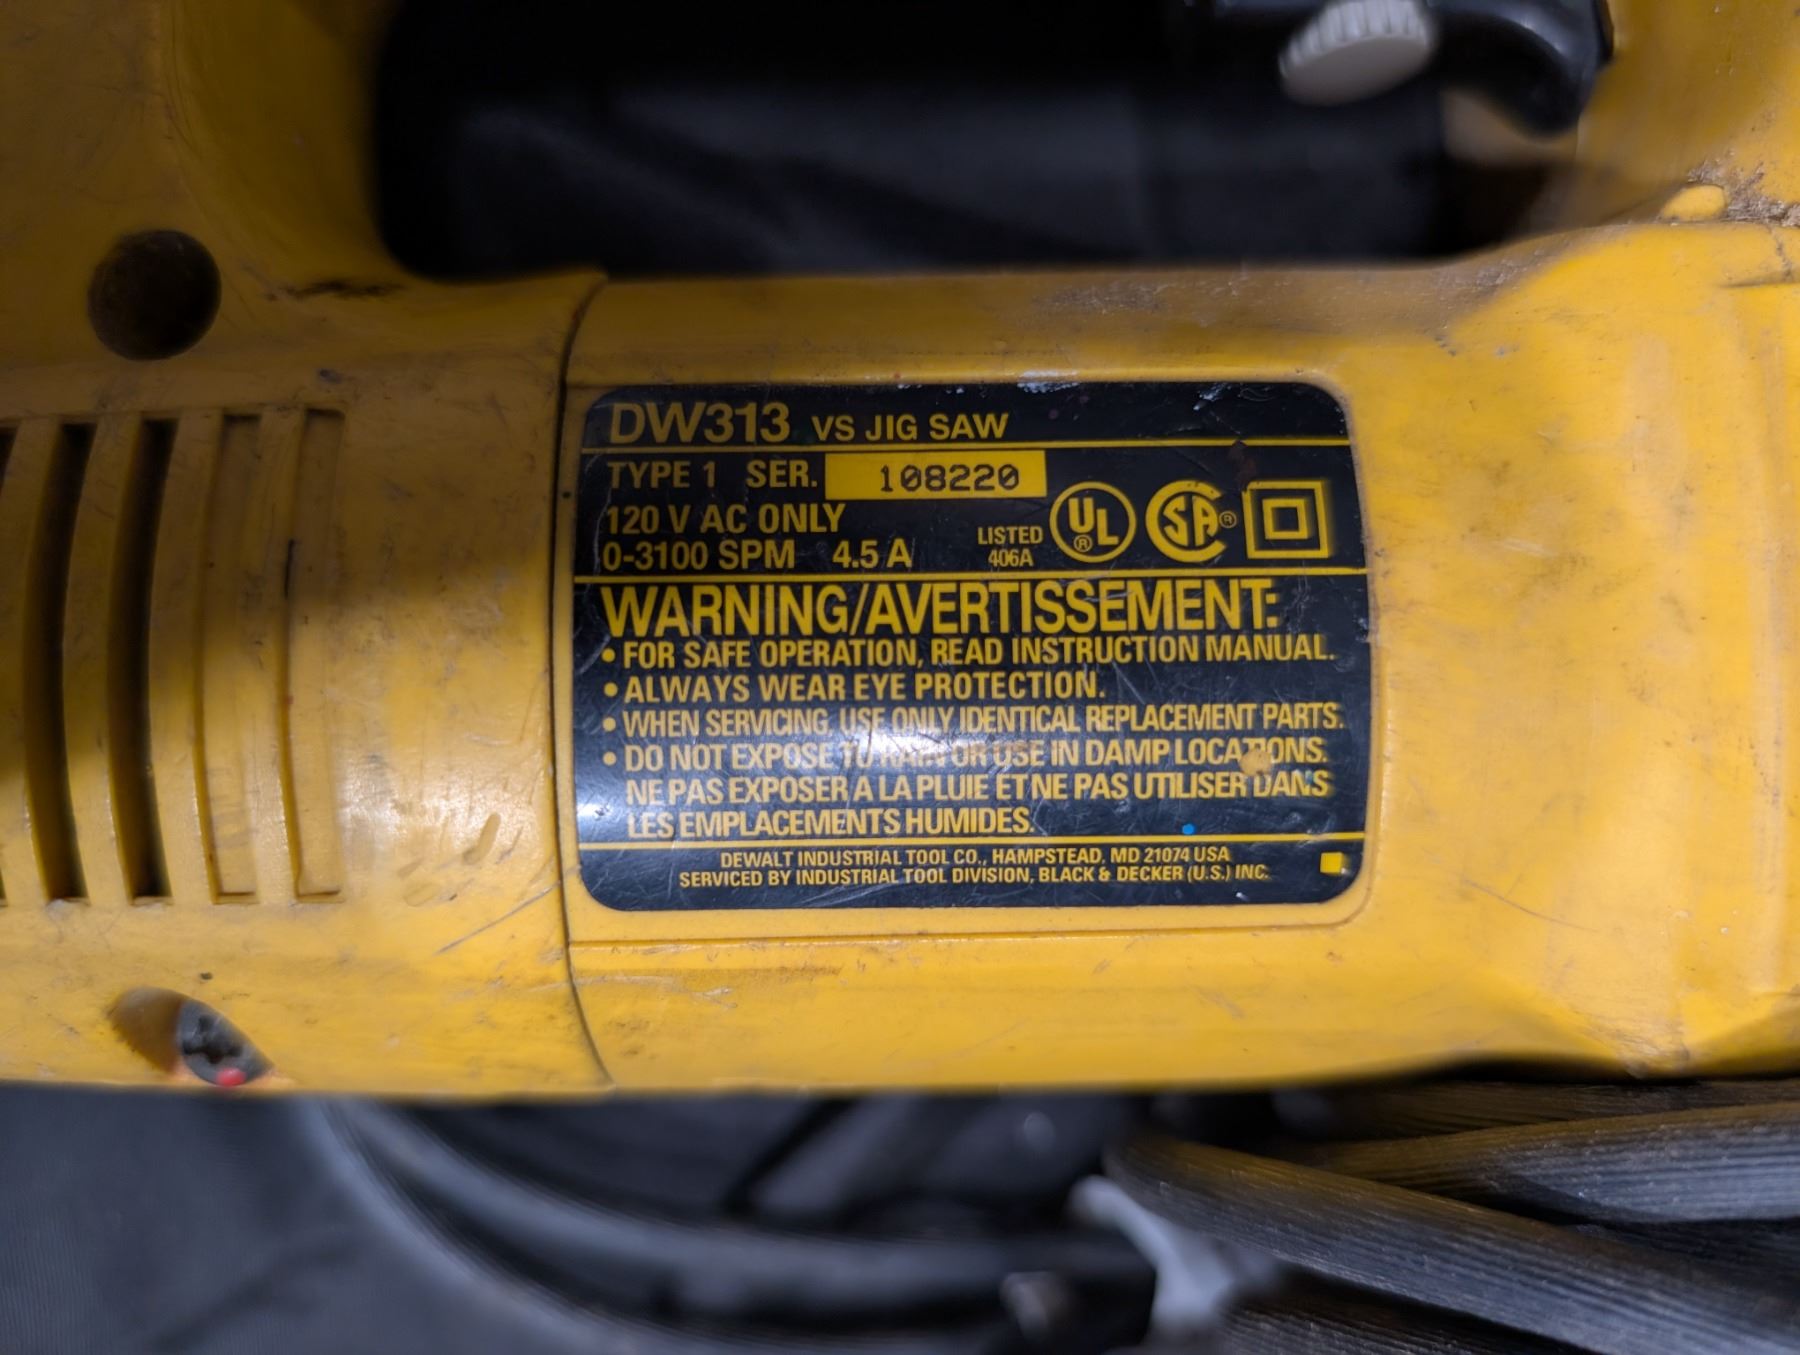 DW313 VS JIG SAW
TYPE 1 SER. 108220
120 V AC ONLY
0-3100 SPM 4.5 A
LISTED
406A
UL ®
SA ®
WARNING/AVERTISSEMENT:
• FOR SAFE OPERATION, READ INSTRUCTION MANUAL.
• ALWAYS WEAR EYE PROTECTION.
• WHEN SERVICING, USE ONLY IDENTICAL REPLACEMENT PARTS.
• DO NOT EXPOSE TO RAIN OR USE IN DAMP LOCATIONS.
NE PAS EXPOSER A LA PLUIE ET NE PAS UTILISER DANS
LES EMPLACEMENTS HUMIDES.
DEWALT INDUSTRIAL TOOL CO., HAMPSTEAD. MD 21074 USA
SERVICED BY INDUSTRIAL TOOL DIVISION, BLACK & DECKER (U.S.) INC.